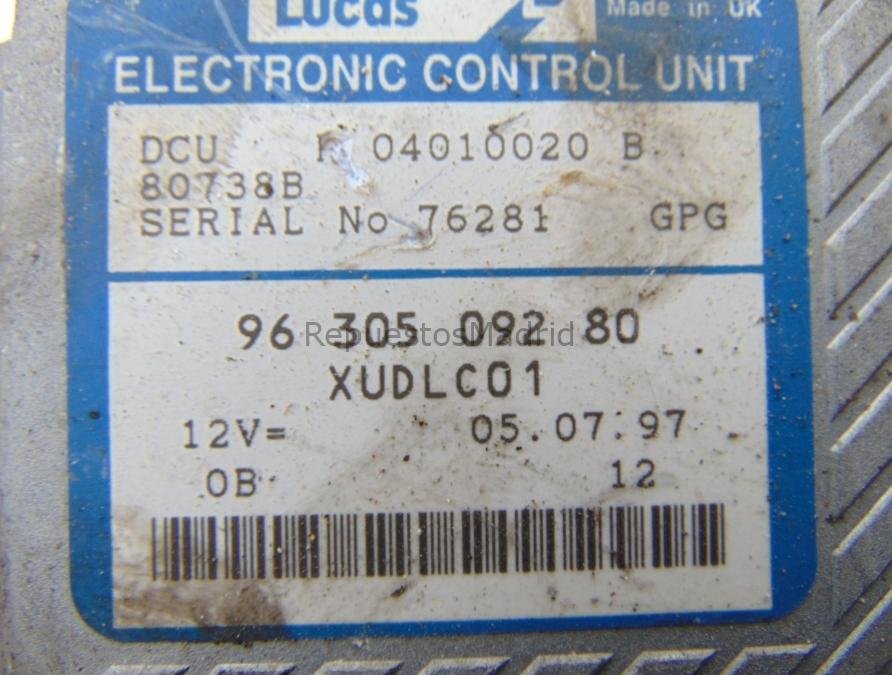 Lucas
Made in UK
ELECTRONIC CONTROL UNIT
DCU R 04010020 B
80738B
SERIAL No 76281 GPG
96 305 092 80
RepuestosMadrid
XUDLC01
12V= 05.07.97
0B 12